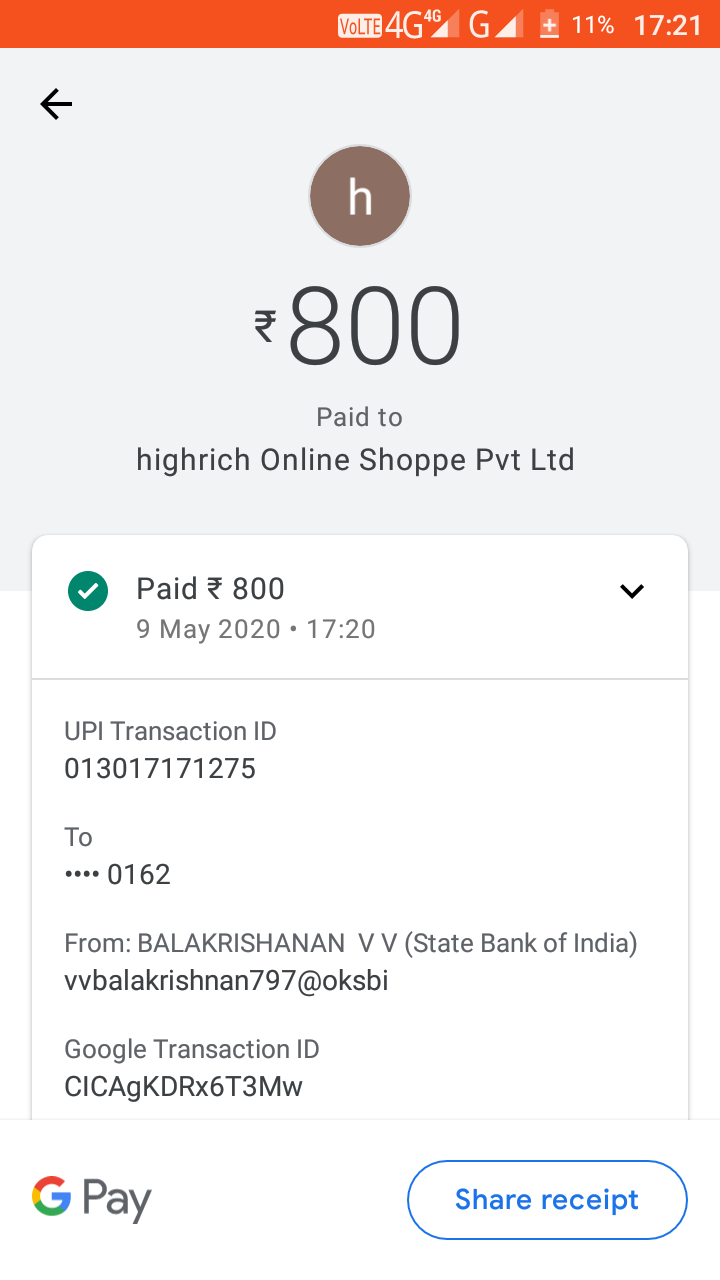 VoLTE 4G 4G G 11% 17:21
h
₹800
Paid to
highrich Online Shoppe Pvt Ltd
Paid ₹ 800
9 May 2020 • 17:20
UPI Transaction ID
013017171275
To
•••• 0162
From: BALAKRISHANAN V V (State Bank of India)
vvbalakrishnan797@oksbi
Google Transaction ID
CICAgKDRx6T3Mw
G Pay
Share receipt